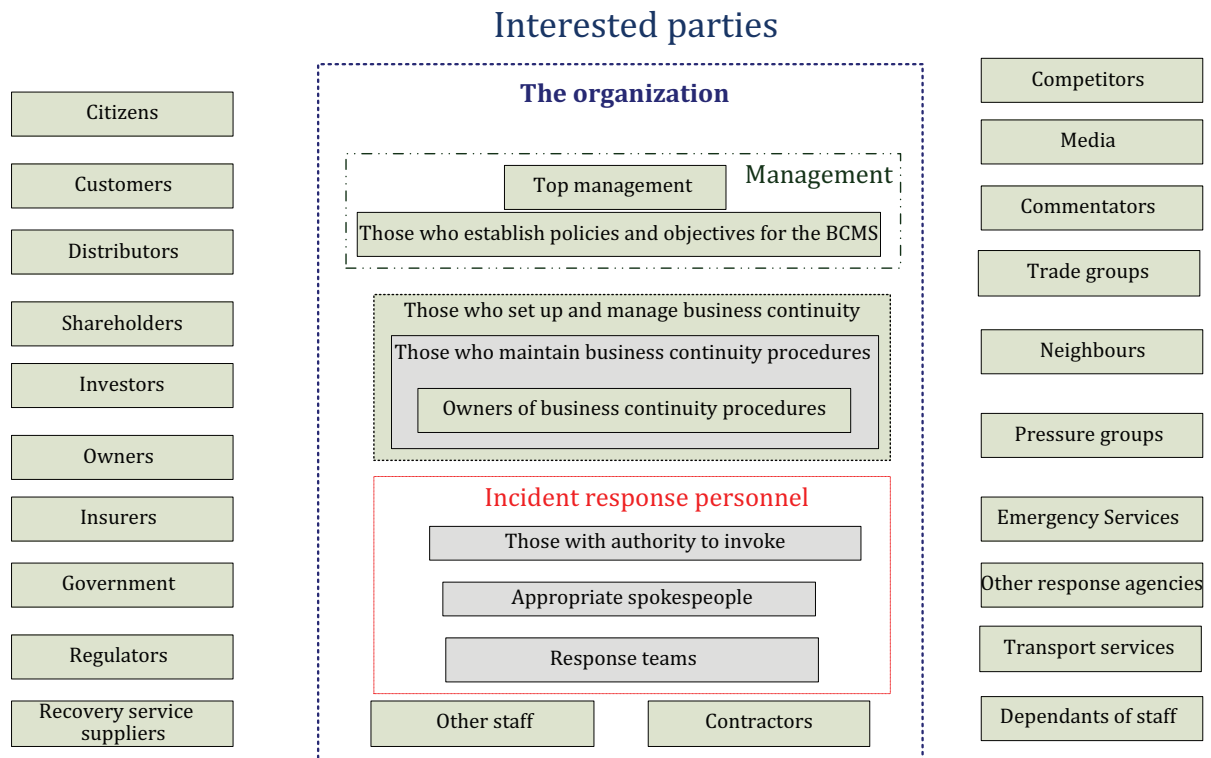 Interested parties
Citizens
Customers
Distributors
Shareholders
Investors
Owners
Insurers
Government
Regulators
Recovery service
suppliers
The organization
Management
Top management
Those who establish policies and objectives for the BCMS
Those who set up and manage business continuity
Those who maintain business continuity procedures
Owners of business continuity procedures
Incident response personnel
Those with authority to invoke
Appropriate spokespeople
Response teams
Other staff
Contractors
Competitors
Media
Commentators
Trade groups
Neighbours
Pressure groups
Emergency Services
Other response agencies
Transport services
Dependants of staff